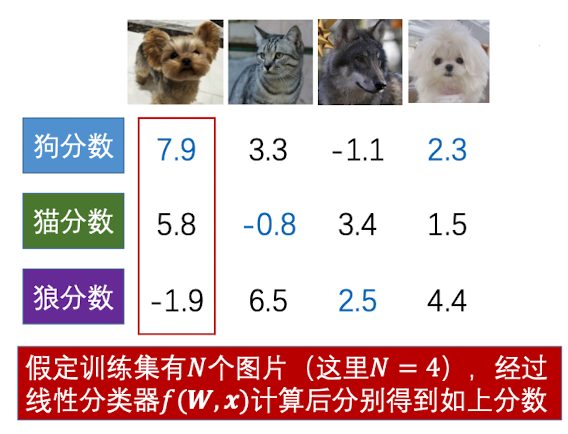 狗分数 7.9 3.3 -1.1 2.3
猫分数 5.8 -0.8 3.4 1.5
狼分数 -1.9 6.5 2.5 4.4
假定训练集有N个图片（这里N = 4），经过
线性分类器f(W,x)计算后分别得到如上分数